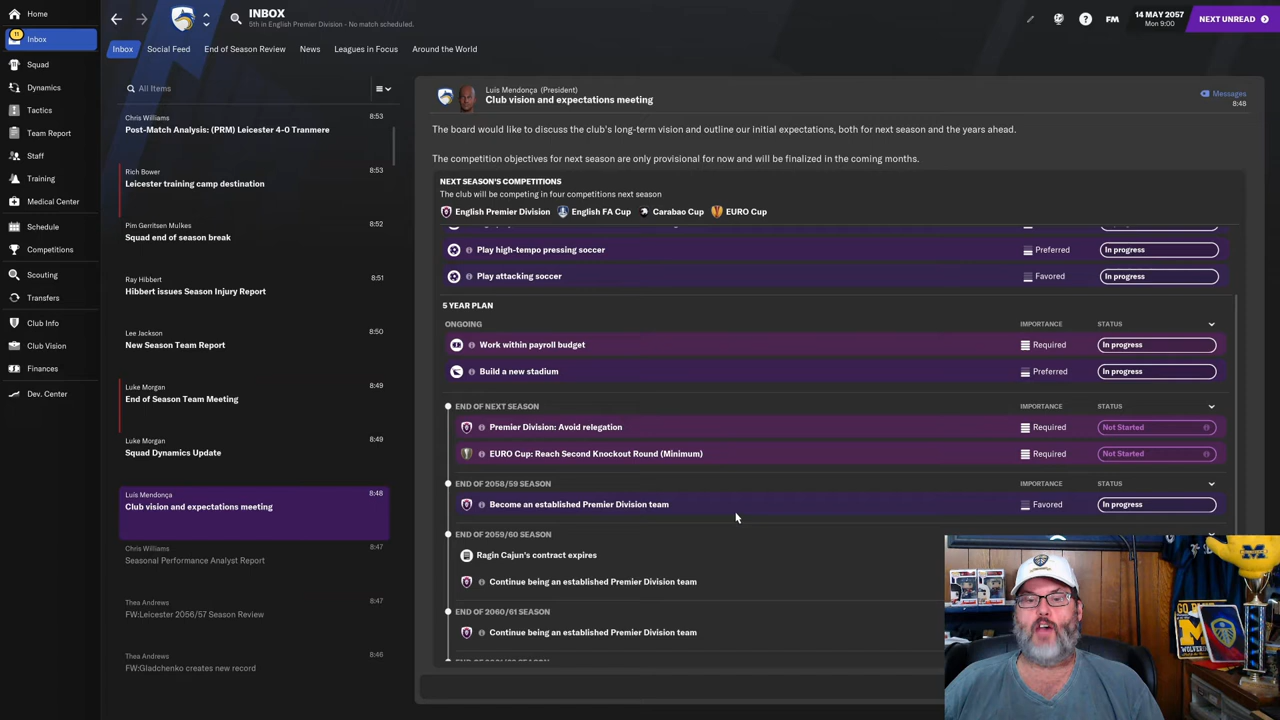 Home
11
Inbox
Squad
Dynamics
Tactics
Team Report
Staff
Training
Medical Center
Schedule
Competitions
Scouting
Transfers
Club Info
Club Vision
Finances
Dev. Center
INBOX
5th in English Premier Division - No match scheduled.
FM
14 MAY 2057
Mon 9:00
NEXT UNREAD
Inbox
Social Feed
End of Season Review
News
Leagues in Focus
Around the World
All Items
Chris Williams
8:53
Post-Match Analysis: (PRM) Leicester 4-0 Tranmere
Rich Bower
8:53
Leicester training camp destination
Pim Gerritsen Mulkes
8:52
Squad end of season break
Ray Hibbert
8:51
Hibbert issues Season Injury Report
Lee Jackson
8:50
New Season Team Report
Luke Morgan
8:49
End of Season Team Meeting
Luke Morgan
8:49
Squad Dynamics Update
Luís Mendonça
8:48
Club vision and expectations meeting
Chris Williams
8:47
Seasonal Performance Analyst Report
Thea Andrews
8:47
FW:Leicester 2056/57 Season Review
Thea Andrews
8:46
FW:Gladchenko creates new record
Luís Mendonça (President)
Club vision and expectations meeting
Messages
8:48
The board would like to discuss the club's long-term vision and outline our initial expectations, both for next season and the years ahead.
The competition objectives for next season are only provisional for now and will be finalized in the coming months.
NEXT SEASON'S COMPETITIONS
The club will be competing in four competitions next season
English Premier Division
English FA Cup
Carabao Cup
EURO Cup
Play high-tempo pressing soccer
Preferred
In progress
Play attacking soccer
Favored
In progress
5 YEAR PLAN
ONGOING
IMPORTANCE
STATUS
Work within payroll budget
Required
In progress
Build a new stadium
Preferred
In progress
END OF NEXT SEASON
IMPORTANCE
STATUS
Premier Division: Avoid relegation
Required
Not Started
EURO Cup: Reach Second Knockout Round (Minimum)
Required
Not Started
END OF 2058/59 SEASON
IMPORTANCE
STATUS
Become an established Premier Division team
Favored
In progress
END OF 2059/60 SEASON
Ragin Cajun's contract expires
Continue being an established Premier Division team
END OF 2060/61 SEASON
Continue being an established Premier Division team